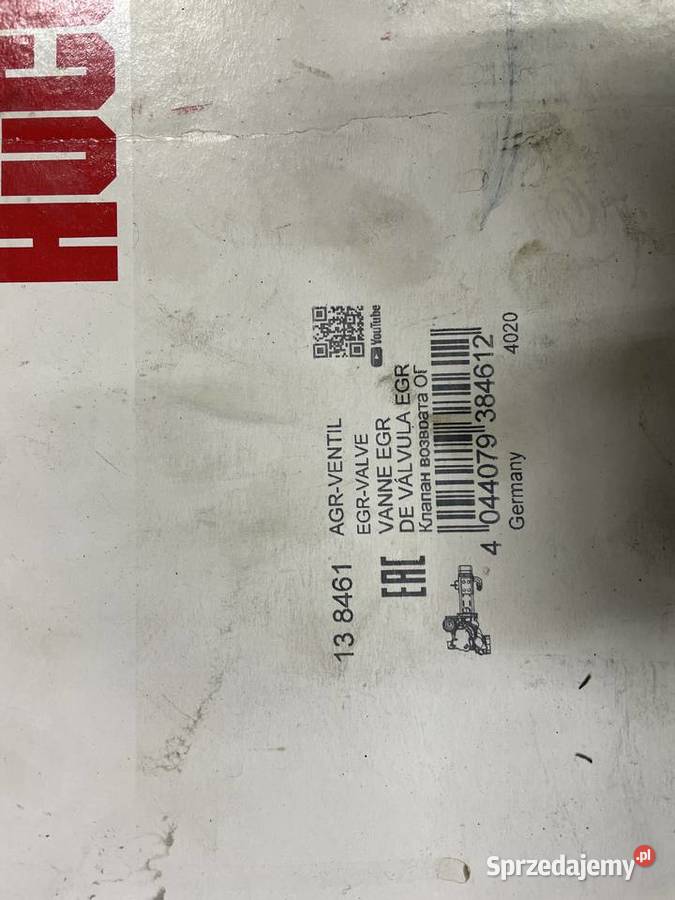 HUC
YouTube
13 8461
AGR-VENTIL
EGR-VALVE
VANNE EGR
DE VÁLVULA EGR
Клапан возврата ОГ
EAC
4 044079 384612
Germany
4020
Sprzedajemy.pl